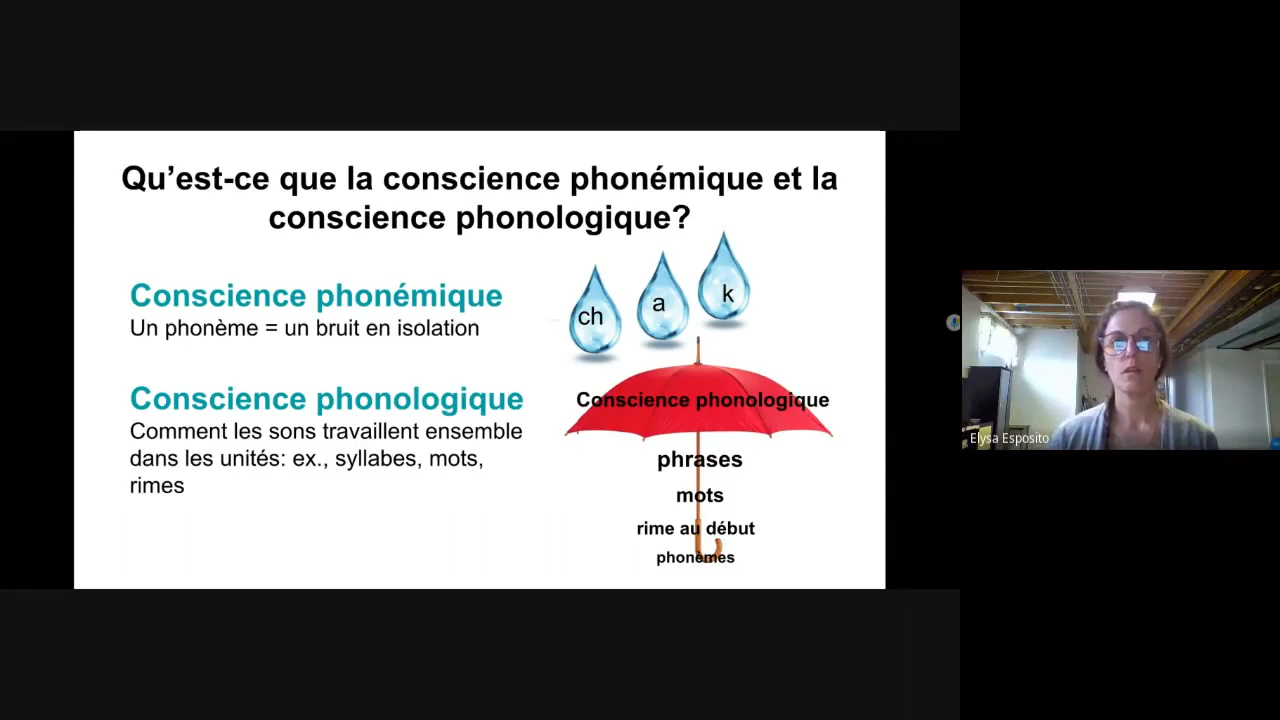 Qu'est-ce que la conscience phonémique et la
conscience phonologique?
Conscience phonémique
Un phonème = un bruit en isolation
Conscience phonologique
Comment les sons travaillent ensemble
dans les unités: ex., syllabes, mots,
rimes
ch
a
k
Conscience phonologique
phrases
mots
rime au début
phonèmes
Elysa Esposito